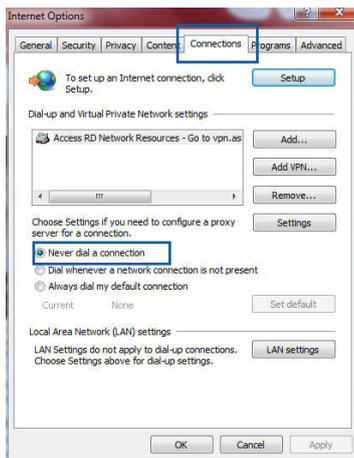 Internet Options
General Security Privacy Content Connections Programs Advanced
To set up an Internet connection, click
Setup.
Setup
Dial-up and Virtual Private Network settings
Access RD Network Resources - Go to vpn.as
Add...
Add VPN...
Remove...
Choose Settings if you need to configure a proxy
server for a connection.
Settings
Never dial a connection
Dial whenever a network connection is not present
Always dial my default connection
Current None
Set default
Local Area Network (LAN) settings
LAN Settings do not apply to dial-up connections.
Choose Settings above for dial-up settings.
LAN settings
OK Cancel Apply